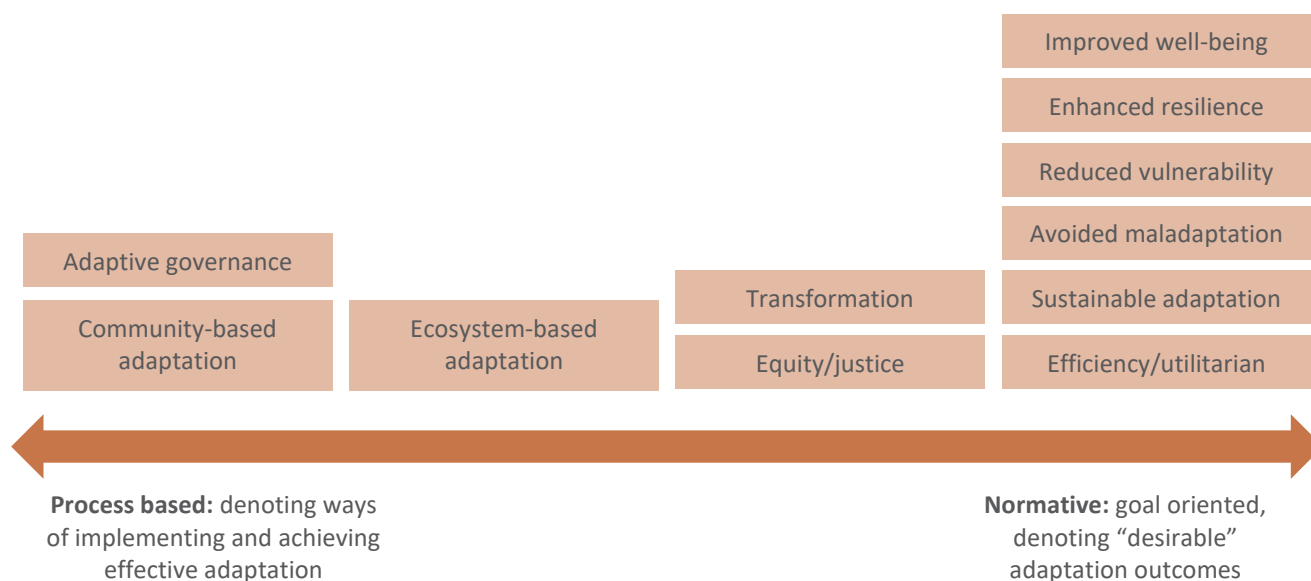 Improved well-being
Enhanced resilience
Reduced vulnerability
Avoided maladaptation
Adaptive governance
Transformation
Sustainable adaptation
Community-based
adaptation
Ecosystem-based
adaptation
Equity/justice
Efficiency/utilitarian
Process based: denoting ways
of implementing and achieving
effective adaptation
Normative: goal oriented,
denoting “desirable”
adaptation outcomes